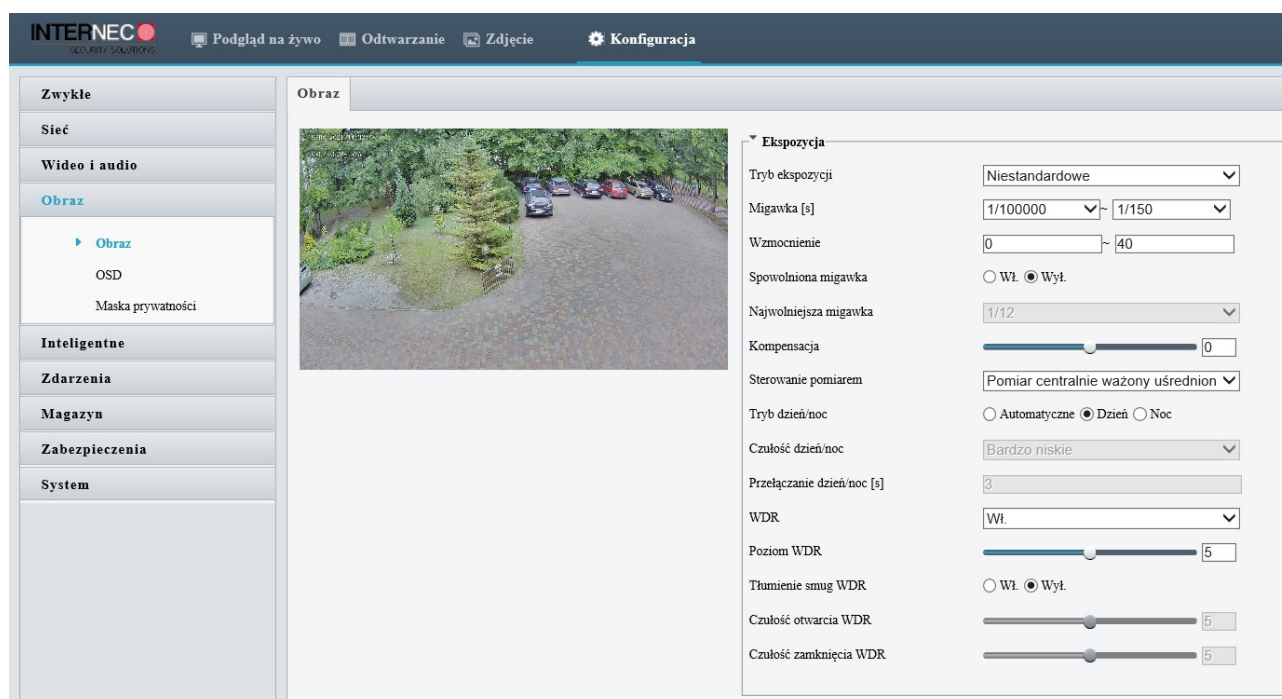 INTERNEC
SECURITY SOLUTIONS
Podgląd na żywo Odtwarzanie Zdjęcie Konfiguracja
Zwykłe
Sieć
Wideo i audio
Obraz
Obraz
OSD
Maska prywatności
Inteligentne
Zdarzenia
Magazyn
Zabezpieczenia
System
Obraz
Ekspozycja
Tryb ekspozycji Niestandardowe
Migawka [s] 1/100000 ~ 1/150
Wzmocnienie 0 ~ 40
Spowolniona migawka Wł. Wył.
Najwolniejsza migawka 1/12
Kompensacja 0
Sterowanie pomiarem Pomiar centralnie ważony uśrednion
Tryb dzień/noc Automatyczne Dzień Noc
Czułość dzień/noc Bardzo niskie
Przełączanie dzień/noc [s] 3
WDR Wł.
Poziom WDR 5
Tłumienie smug WDR Wł. Wył.
Czułość otwarcia WDR 5
Czułość zamknięcia WDR 5